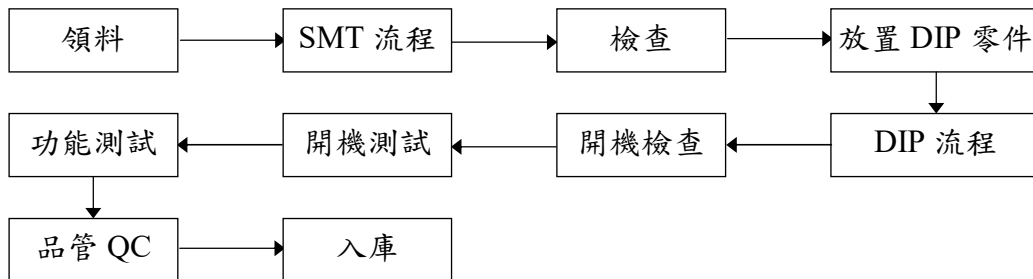 領料
SMT 流程
檢查
放置 DIP 零件
DIP 流程
開機檢查
開機測試
功能測試
品管 QC
入庫